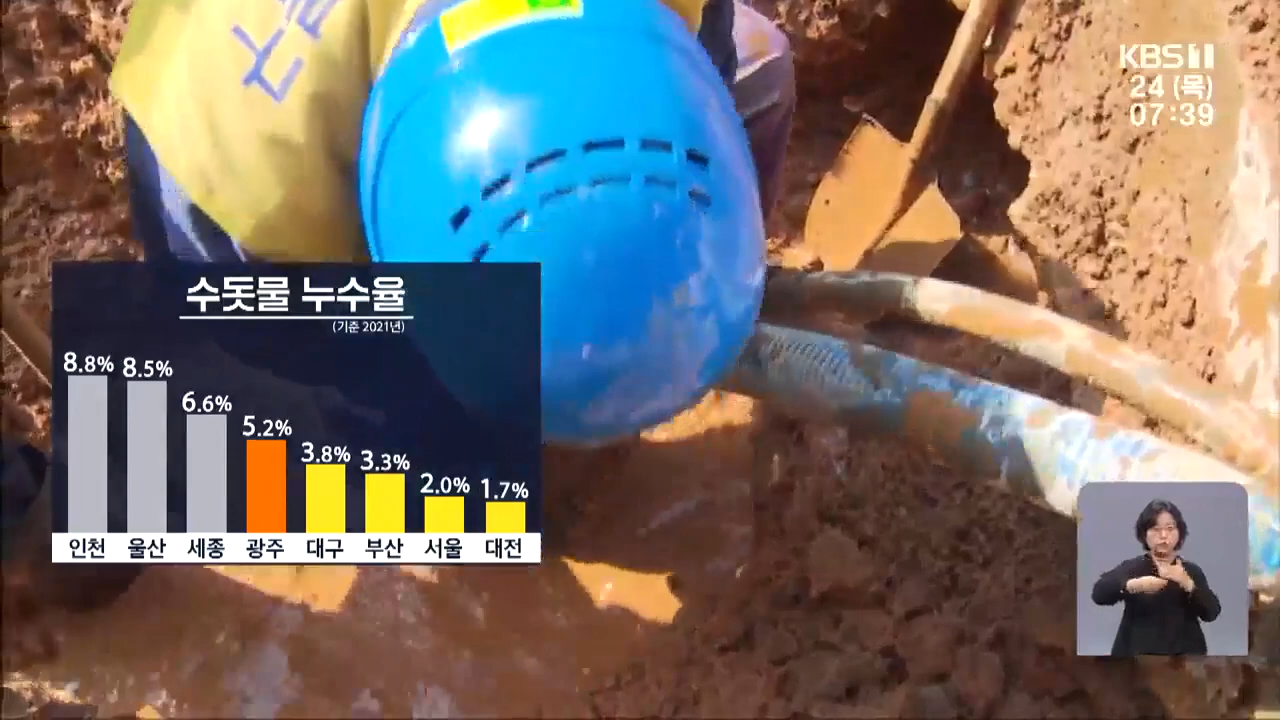 KBS 1
24 (목)
07:39
수돗물 누수율
(기준 2021년)
8.8% 8.5% 6.6% 5.2% 3.8% 3.3% 2.0% 1.7%
인천 울산 세종 광주 대구 부산 서울 대전